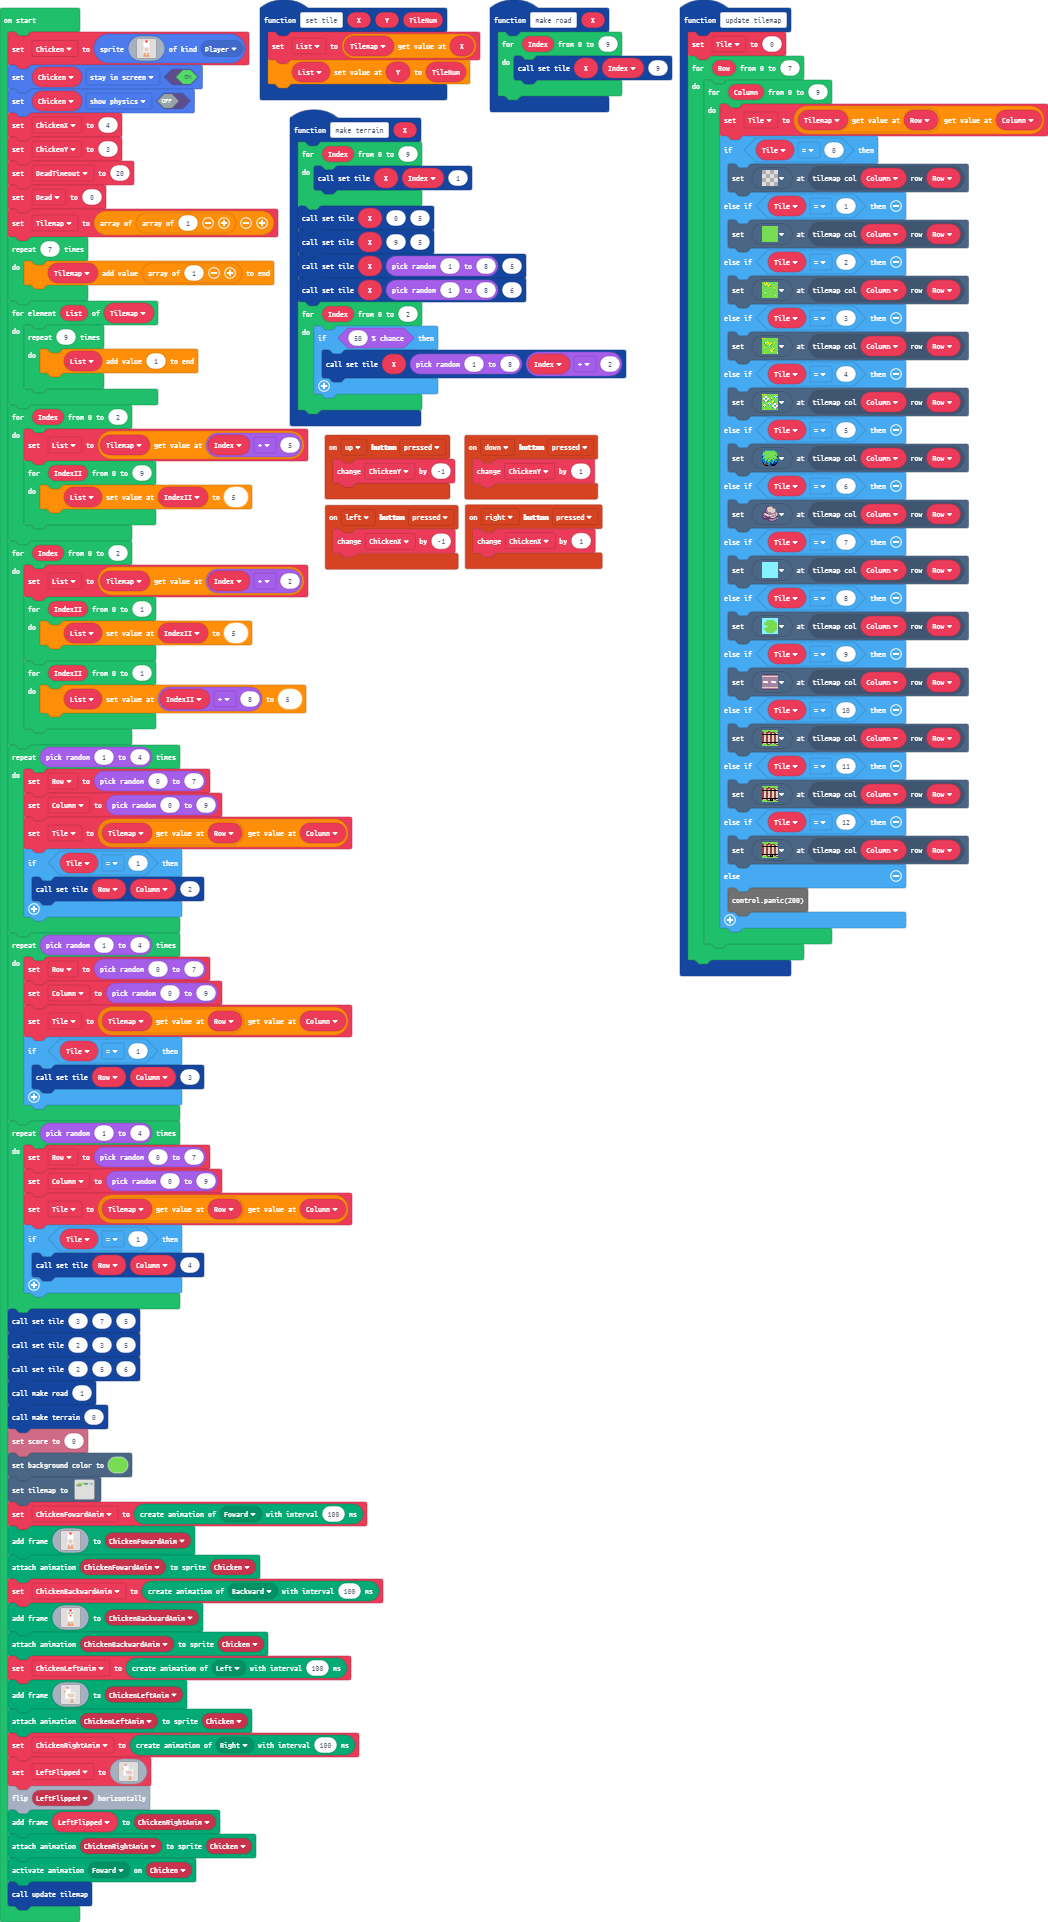 on start
set Chicken to sprite of kind Player
set Chicken stay in screen ON
set Chicken show physics OFF
set ChickenX to 4
set ChickenY to 3
set DeadTimeout to 20
set Dead to 0
set Tilemap to array of array of 1
repeat 7 times
do
Tilemap add value array of 1 to end
for element List of Tilemap
do
repeat 9 times
do
List add value 1 to end
for Index from 0 to 2
do
set List to Tilemap get value at Index + 5
for IndexII from 0 to 9
do
List set value at IndexII to 5
for Index from 0 to 2
do
set List to Tilemap get value at Index + 2
for IndexII from 0 to 1
do
List set value at IndexII to 5
for IndexII from 0 to 1
do
List set value at IndexII + 8 to 5
repeat pick random 1 to 4 times
do
set Row to pick random 0 to 7
set Column to pick random 0 to 9
set Tile to Tilemap get value at Row get value at Column
if Tile = 1 then
call set tile Row Column 2
repeat pick random 1 to 4 times
do
set Row to pick random 0 to 7
set Column to pick random 0 to 9
set Tile to Tilemap get value at Row get value at Column
if Tile = 1 then
call set tile Row Column 3
repeat pick random 1 to 4 times
do
set Row to pick random 0 to 7
set Column to pick random 0 to 9
set Tile to Tilemap get value at Row get value at Column
if Tile = 1 then
call set tile Row Column 4
call set tile 3 7 5
call set tile 2 3 5
call set tile 2 5 6
call make road 1
call make terrain 0
set score to 0
set background color to
set tilemap to
set ChickenFowardAnim to create animation of Foward with interval 100 ms
add frame to ChickenFowardAnim
attach animation ChickenFowardAnim to sprite Chicken
set ChickenBackwardAnim to create animation of Backward with interval 100 ms
add frame to ChickenBackwardAnim
attach animation ChickenBackwardAnim to sprite Chicken
set ChickenLeftAnim to create animation of Left with interval 100 ms
add frame to ChickenLeftAnim
attach animation ChickenLeftAnim to sprite Chicken
set ChickenRightAnim to create animation of Right with interval 100 ms
set LeftFlipped to
flip LeftFlipped horizontally
add frame LeftFlipped to ChickenRightAnim
attach animation ChickenRightAnim to sprite Chicken
activate animation Foward on Chicken
call update tilemap
function set tile X Y TileNum
set List to Tilemap get value at X
List set value at Y to TileNum
function make terrain X
for Index from 0 to 9
do
call set tile X Index 1
call set tile X 0 5
call set tile X 9 5
call set tile X pick random 1 to 8 5
call set tile X pick random 1 to 8 6
for Index from 0 to 2
do
if 50 % chance then
call set tile X pick random 1 to 8 Index + 2
on up button pressed
change ChickenY by -1
on down button pressed
change ChickenY by 1
on left button pressed
change ChickenX by -1
on right button pressed
change ChickenX by 1
function make road X
for Index from 0 to 9
do
call set tile X Index 9
function update tilemap
set Tile to 0
for Row from 0 to 7
do
for Column from 0 to 9
do
set Tile to Tilemap get value at Row get value at Column
if Tile = 0 then
set at tilemap col Column row Row
else if Tile = 1 then
set at tilemap col Column row Row
else if Tile = 2 then
set at tilemap col Column row Row
else if Tile = 3 then
set at tilemap col Column row Row
else if Tile = 4 then
set at tilemap col Column row Row
else if Tile = 5 then
set at tilemap col Column row Row
else if Tile = 6 then
set at tilemap col Column row Row
else if Tile = 7 then
set at tilemap col Column row Row
else if Tile = 8 then
set at tilemap col Column row Row
else if Tile = 9 then
set at tilemap col Column row Row
else if Tile = 10 then
set at tilemap col Column row Row
else if Tile = 11 then
set at tilemap col Column row Row
else if Tile = 12 then
set at tilemap col Column row Row
else
control.panic(200)